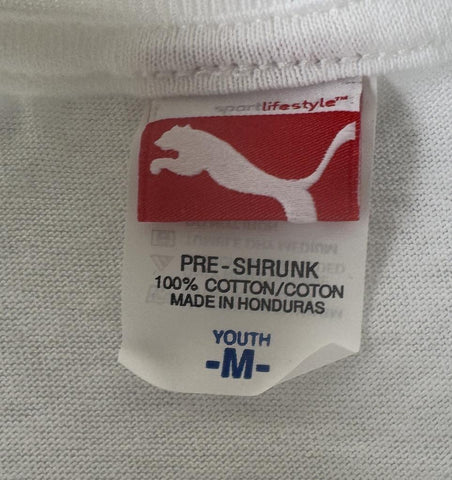 sportlifestyle™
PRE-SHRUNK
100% COTTON/COTON
MADE IN HONDURAS
YOUTH
-M-